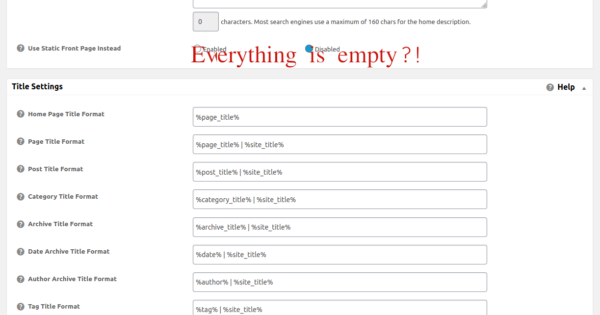 0 characters. Most search engines use a maximum of 160 chars for the home description.
Use Static Front Page Instead Enabled Disabled
Everything is empty?!
Title Settings Help
Home Page Title Format %page_title%
Page Title Format %page_title% | %site_title%
Post Title Format %post_title% | %site_title%
Category Title Format %category_title% | %site_title%
Archive Title Format %archive_title% | %site_title%
Date Archive Title Format %date% | %site_title%
Author Archive Title Format %author% | %site_title%
Tag Title Format %tag% | %site_title%